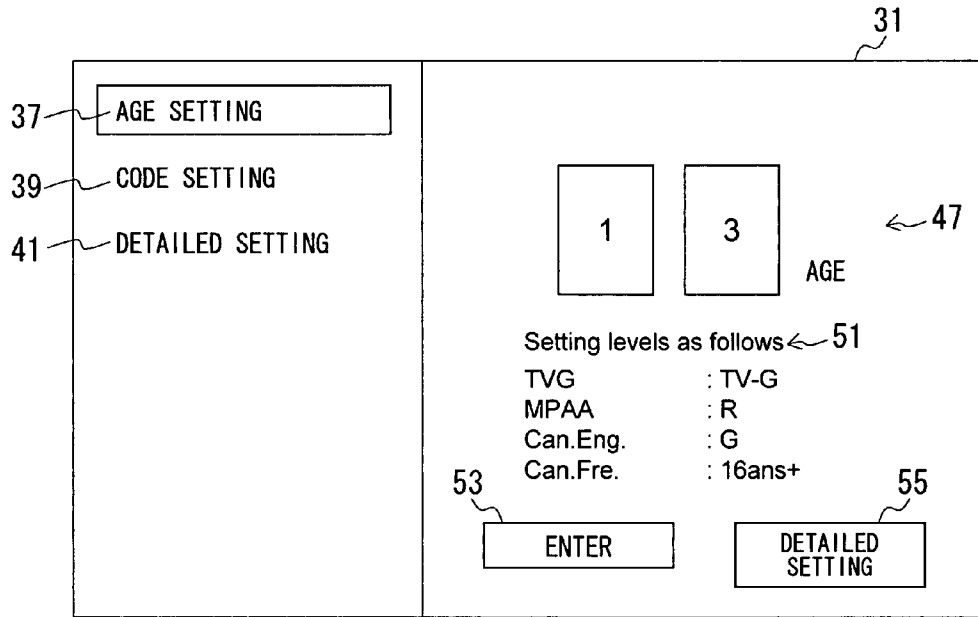 31
37 AGE SETTING
39 CODE SETTING
41 DETAILED SETTING
1 3 AGE 47
Setting levels as follows 51
TVG : TV-G
MPAA : R
Can.Eng. : G
Can.Fre. : 16ans+
53 ENTER
55 DETAILED
SETTING